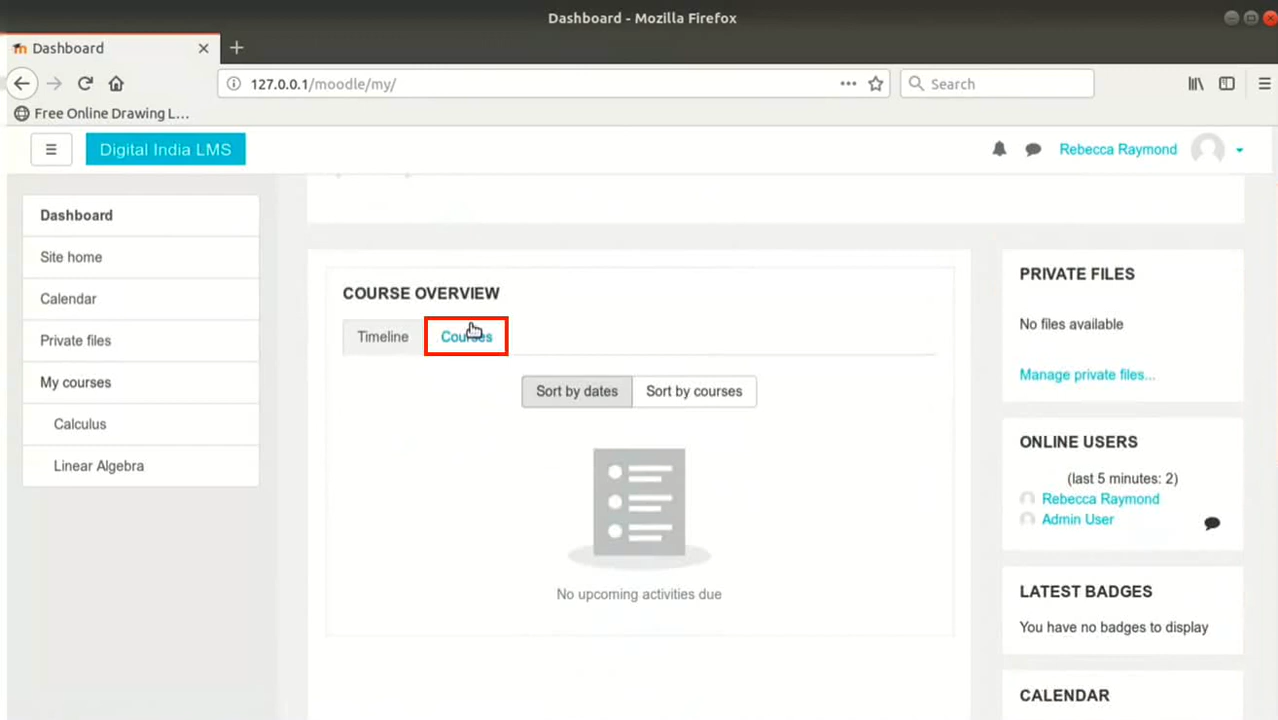 Dashboard - Mozilla Firefox
Dashboard
127.0.0.1/moodle/my/
Search
Free Online Drawing L...
Digital India LMS
Rebecca Raymond
Dashboard
Site home
Calendar
Private files
My courses
Calculus
Linear Algebra
COURSE OVERVIEW
Timeline
Courses
Sort by dates
Sort by courses
No upcoming activities due
PRIVATE FILES
No files available
Manage private files...
ONLINE USERS
(last 5 minutes: 2)
Rebecca Raymond
Admin User
LATEST BADGES
You have no badges to display
CALENDAR